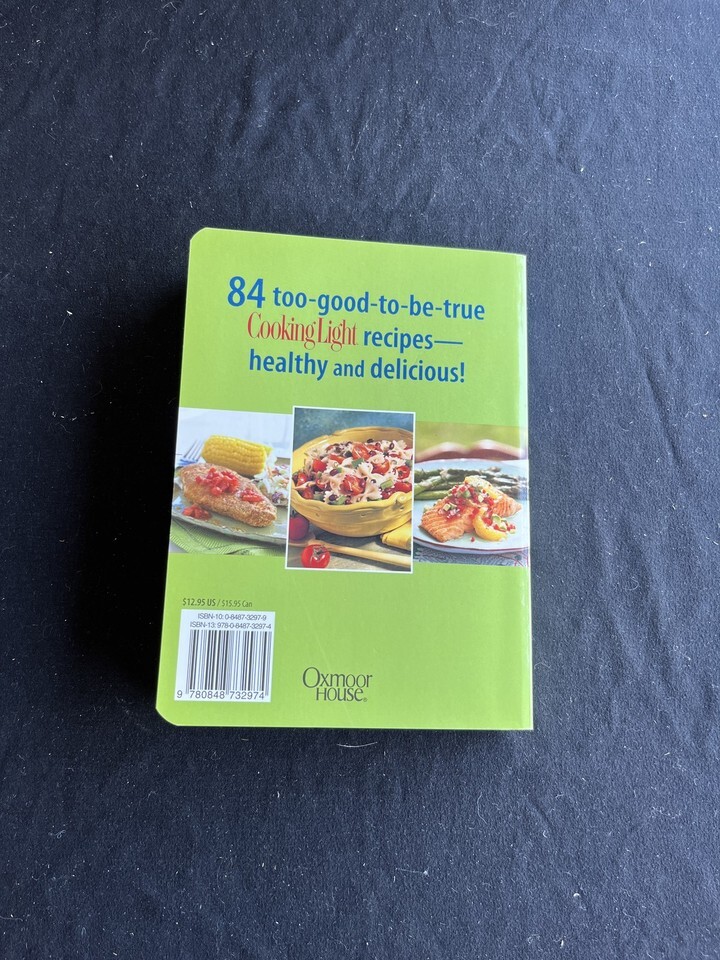 84 too-good-to-be-true
CookingLight recipes—
healthy and delicious!
$12.95 US / $15.95 Can
ISBN-10: 0-8487-3297-9
ISBN-13: 978-0-8487-3297-4
9 780848 732974
Oxmoor
HOUSE®